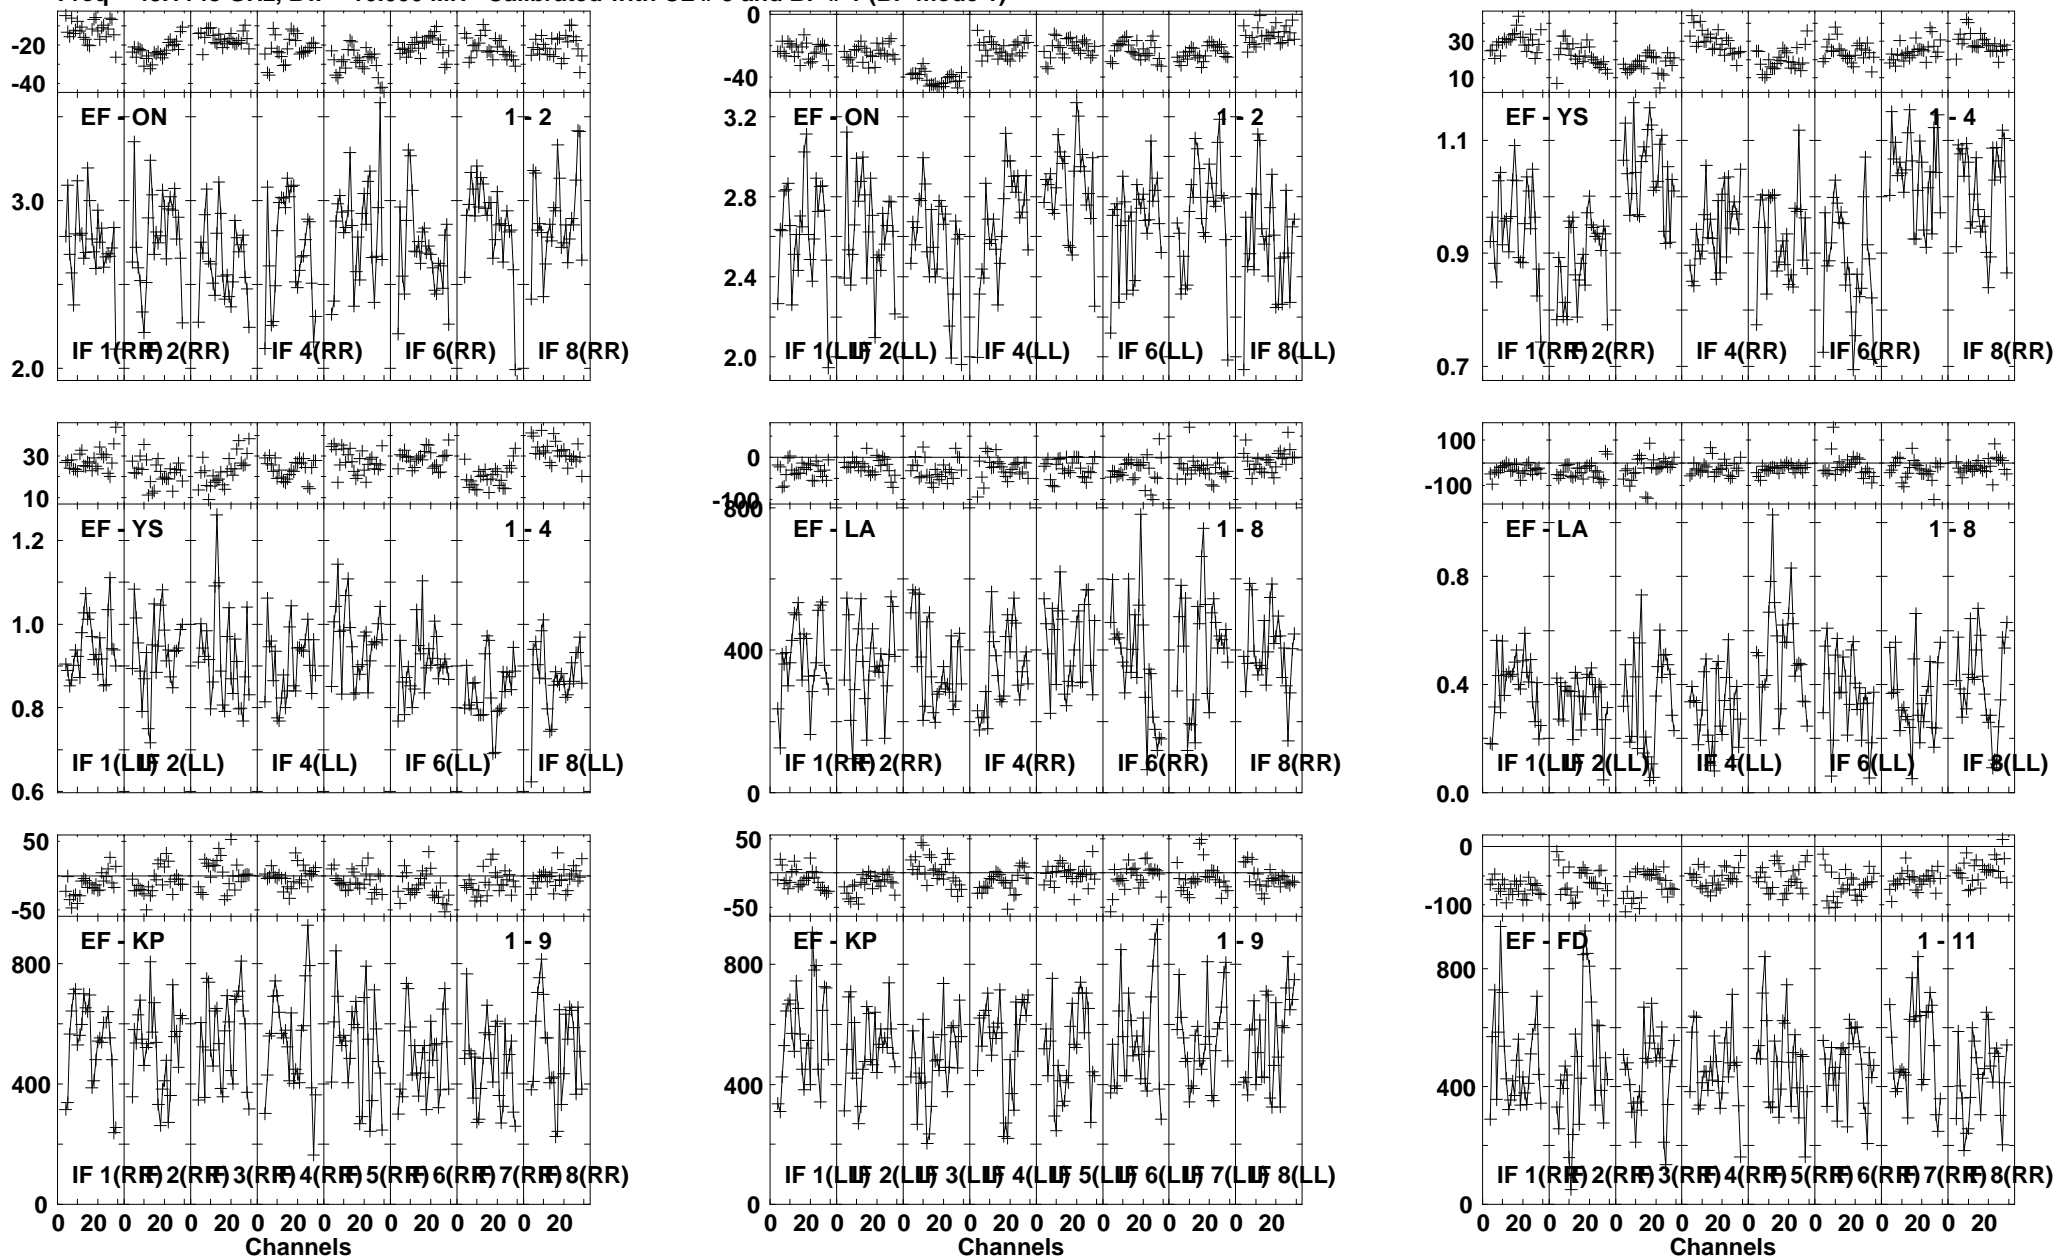 0
-20
-40
0
-40
30
10
EF - ON 1 - 2
EF - ON 1 - 2
EF - YS 1 - 4
3.0
2.0
3.2
2.8
2.4
2.0
1.1
0.9
0.7
IF 1(RR) IF 2(RR) IF 4(RR) IF 6(RR) IF 8(RR)
IF 1(LL) IF 2(LL) IF 4(LL) IF 6(LL) IF 8(LL)
IF 1(RR) IF 2(RR) IF 4(RR) IF 6(RR) IF 8(RR)
30
10
0
-100
100
0
-100
EF - YS 1 - 4
EF - LA 1 - 8
EF - LA 1 - 8
1.2
1.0
0.8
0.6
800
400
0
0.8
0.4
0.0
IF 1(LL) IF 2(LL) IF 4(LL) IF 6(LL) IF 8(LL)
IF 1(RR) IF 2(RR) IF 4(RR) IF 6(RR) IF 8(RR)
IF 1(LL) IF 2(LL) IF 4(LL) IF 6(LL) IF 8(LL)
50
0
-50
50
0
-50
0
-100
EF - KP 1 - 9
EF - KP 1 - 9
EF - FD 1 - 11
800
400
0
800
400
0
800
400
0
IF 1(RR) IF 2(RR) IF 3(RR) IF 4(RR) IF 5(RR) IF 6(RR) IF 7(RR) IF 8(RR)
IF 1(LL) IF 2(LL) IF 3(LL) IF 4(LL) IF 5(LL) IF 6(LL) IF 7(LL) IF 8(LL)
IF 1(RR) IF 2(RR) IF 3(RR) IF 4(RR) IF 5(RR) IF 6(RR) IF 7(RR) IF 8(RR)
0 20 0 20 0 20 0 20 0 20 0 20 0 20 0 20
0 20 0 20 0 20 0 20 0 20 0 20 0 20 0 20
0 20 0 20 0 20 0 20 0 20 0 20 0 20 0 20
Channels
Channels
Channels